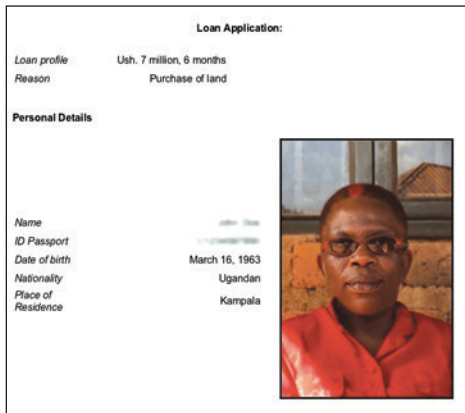 Loan Application:
Loan profile Ush. 7 million, 6 months
Reason Purchase of land
Personal Details
Name
ID Passport
Date of birth March 16, 1963
Nationality Ugandan
Place of
Residence Kampala